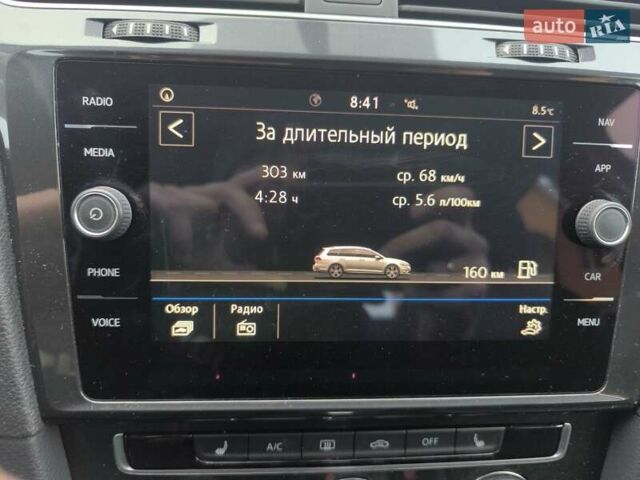 auto RIA
8:41
8.5°C
RADIO
NAV
За длительный период
MEDIA
APP
303 км
ср. 68 км/ч
4:28 ч
ср. 5.6 л/100км
PHONE
160 км
CAR
Обзор
Радио
Настр.
VOICE
MENU
A/C
OFF